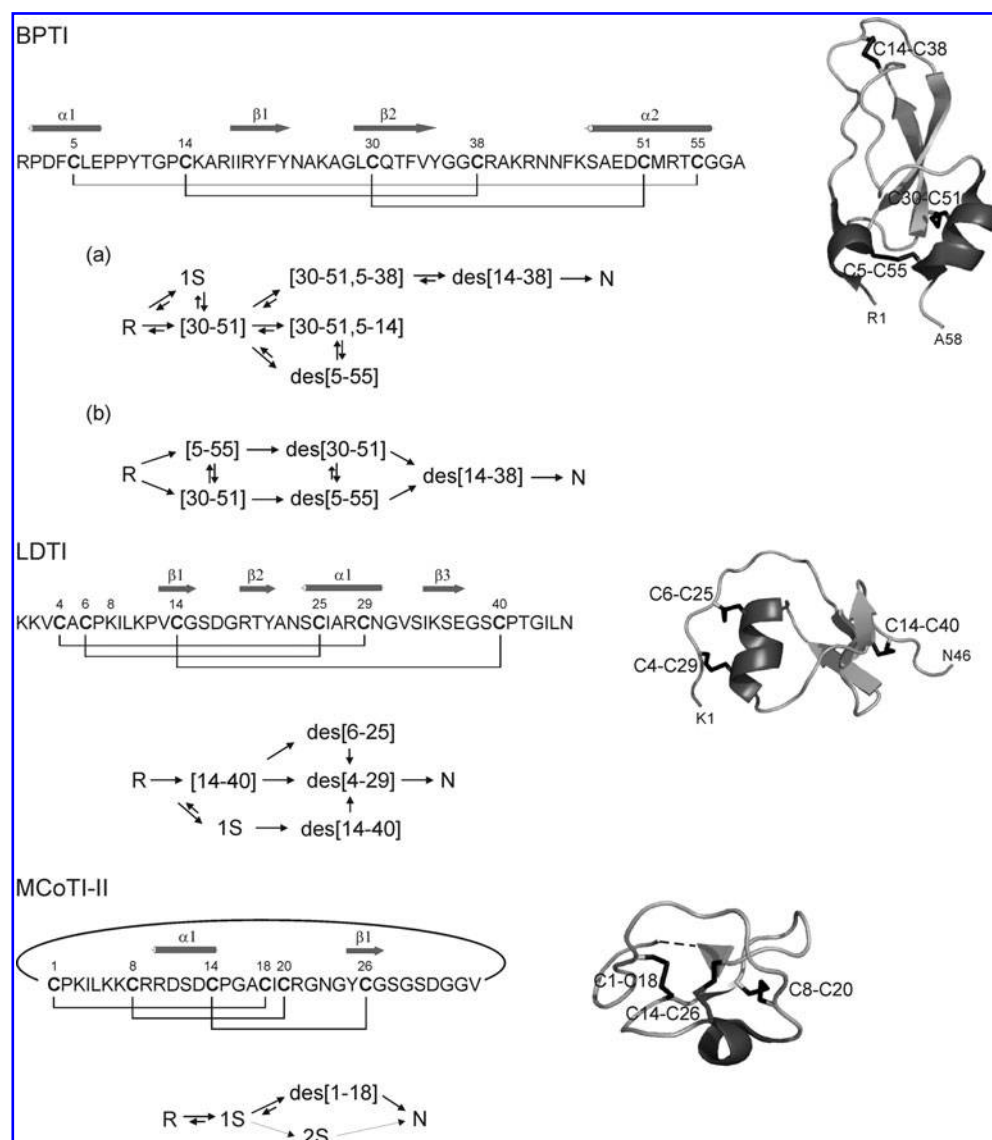 BPTI
C14-C38
α1 β1 β2 α2
5 14 30 38 51 55
RPDFCLEPPYTGPCKARIIRYFYNAKAGLCQTFVYGGCRAKRNNFKSAEDCMRTCGGA
C30-C51
C5-C55
R1
A58
(a)
1S [30-51,5-38] des[14-38] N
R [30-51] [30-51,5-14]
des[5-55]
(b)
[5-55] des[30-51]
R des[14-38] N
[30-51] des[5-55]
LDTI
β1 β2 α1 β3
4 6 8 14 25 29 40
KKVCACPKILKPVCGSDGRTYANSCIARCNGVSIKSEGSCPTGILN
C6-C25
C14-C40
C4-C29
N46
K1
des[6-25]
R [14-40] des[4-29] N
1S des[14-40]
MCoTI-II
α1 β1
1 8 14 18 20 26
CPKILKKCRRDSDCPGACICRGNGYCGSGSDGGV
C1-C18
C8-C20
C14-C26
des[1-18]
R 1S N
2S